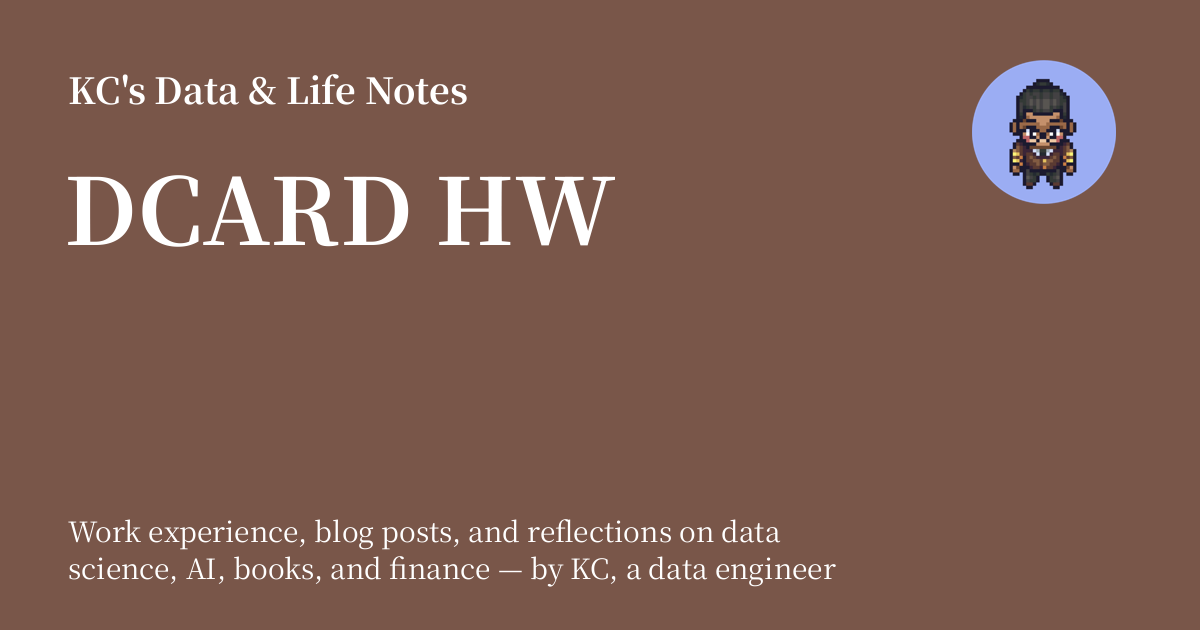 KC's Data & Life Notes
DCARD HW
Work experience, blog posts, and reflections on data
science, AI, books, and finance — by KC, a data engineer